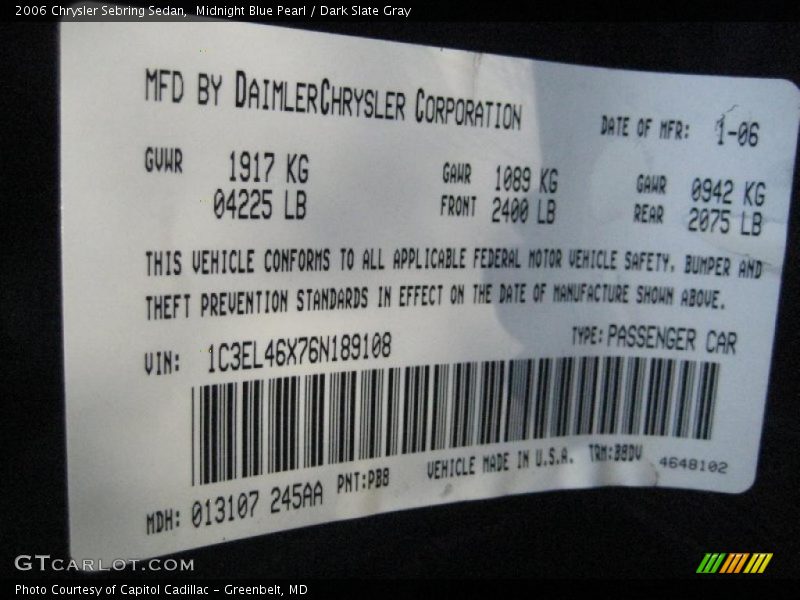 2006 Chrysler Sebring Sedan,  Midnight Blue Pearl / Dark Slate Gray
MFD BY DAIMLERCHRYSLER CORPORATION
DATE OF MFR: 1-06
GVWR 1917 KG GAWR 1089 KG GAWR 0942 KG
04225 LB FRONT 2400 LB REAR 2075 LB
THIS VEHICLE CONFORMS TO ALL APPLICABLE FEDERAL MOTOR VEHICLE SAFETY, BUMPER AND
THEFT PREVENTION STANDARDS IN EFFECT ON THE DATE OF MANUFACTURE SHOWN ABOVE.
VIN: 1C3EL46X76N189108 TYPE: PASSENGER CAR
MDH: 013107 245AA PNT:PB8 VEHICLE MADE IN U.S.A. TRM:B8DV 4648102
GTCARLOT.COM
Photo Courtesy of Capitol Cadillac - Greenbelt, MD